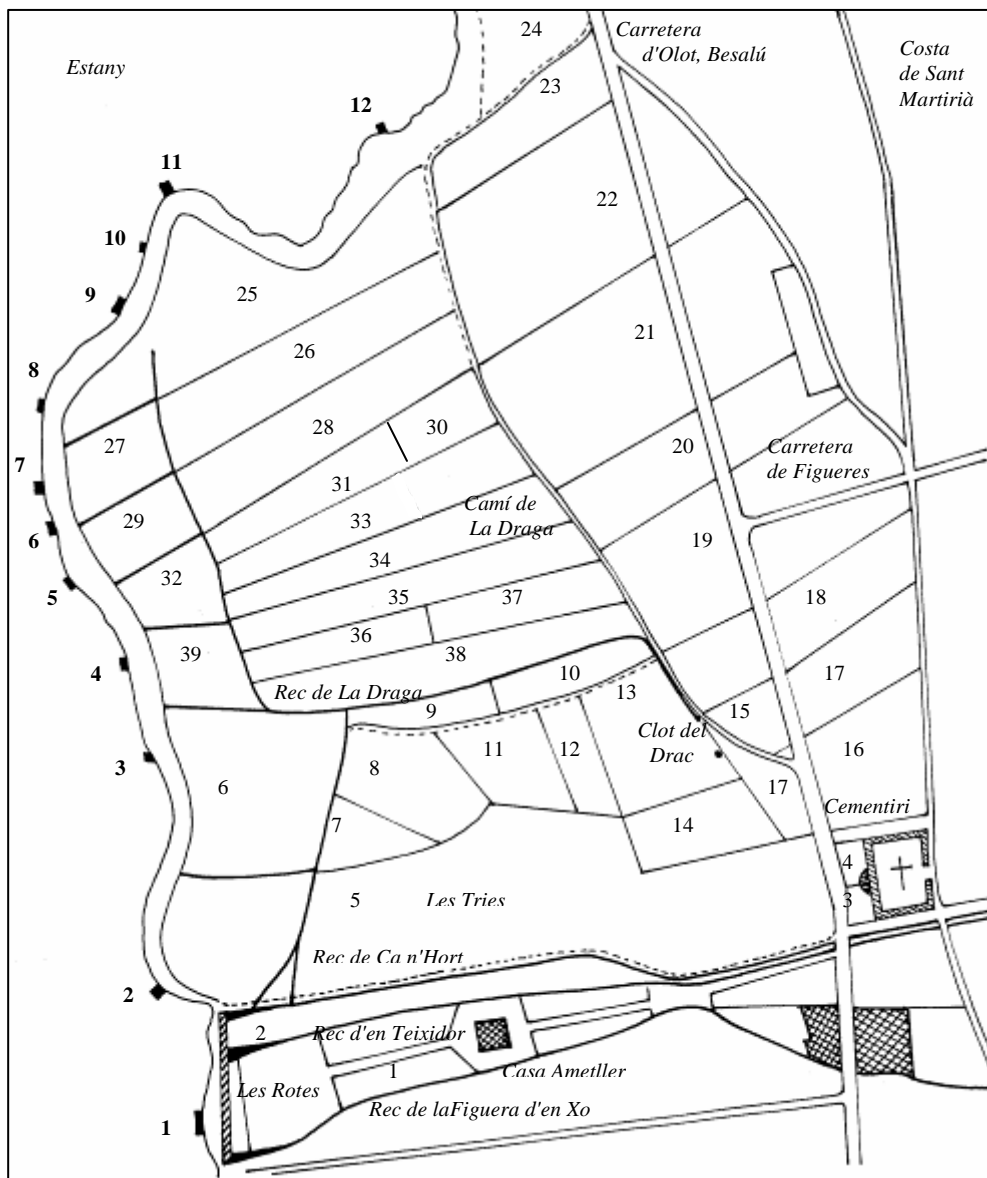 24
Carretera
d'Olot, Besalú
Costa
de Sant
Martirià
Estany
23
12
11
22
10
9
25
21
26
8
28
30
20
27
Carretera
de Figueres
7
31
Camí de
La Draga
29
33
6
19
34
5
32
35
37
18
36
39
38
4
10
17
Rec de La Draga
13
9
15
Clot del
Drac
11
12
16
3
8
6
17
Cementiri
7
14
4
5
Les Tries
3
Rec de Ca n'Hort
2
2
Rec d'en Teixidor
1
Casa Ametller
Les Rotes
Rec de laFiguera d'en Xo
1